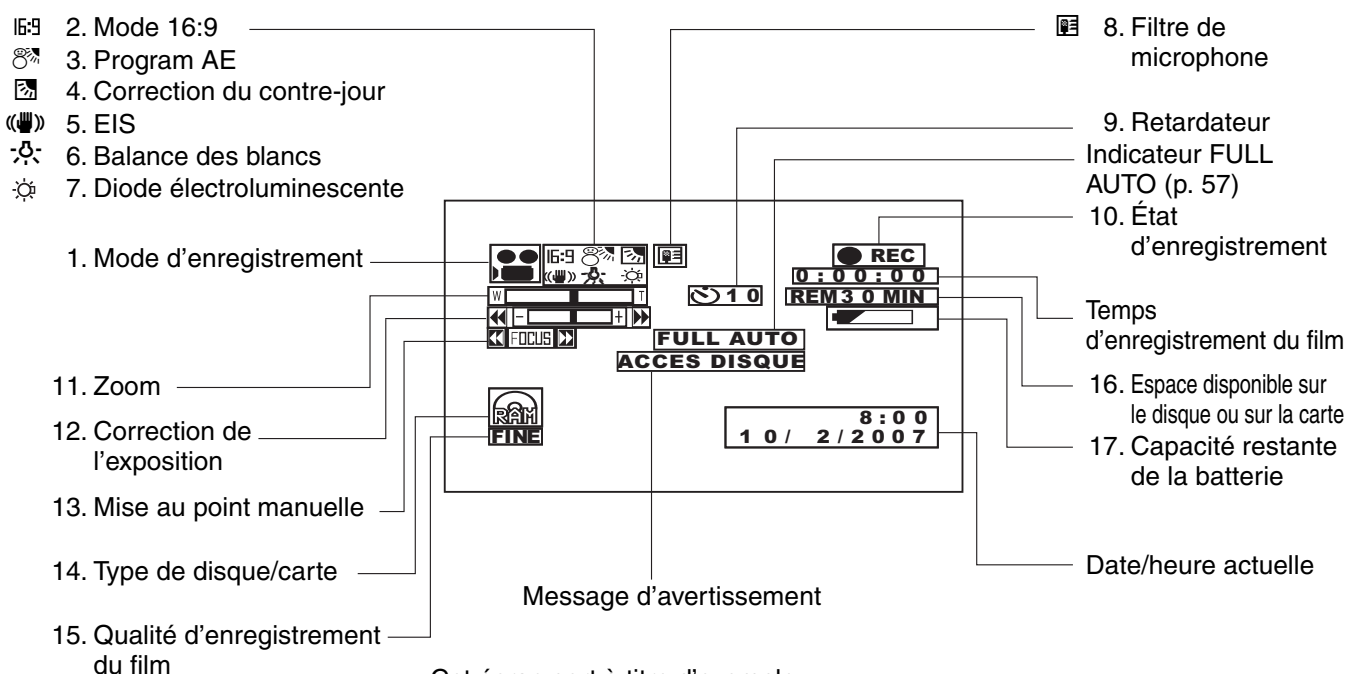 16:9 2. Mode 16:9
3. Program AE
4. Correction du contre-jour
5. EIS
6. Balance des blancs
7. Diode électroluminescente
8. Filtre de
microphone
9. Retardateur
Indicateur FULL
AUTO (p. 57)
10. État
d'enregistrement
Temps
d'enregistrement du film
16. Espace disponible sur
le disque ou sur la carte
17. Capacité restante
de la batterie
Date/heure actuelle
1. Mode d'enregistrement
11. Zoom
12. Correction de
l'exposition
13. Mise au point manuelle
14. Type de disque/carte
15. Qualité d'enregistrement
du film
16:9
W T
- +
FOCUS
RAM
FINE
10
FULL AUTO
ACCES DISQUE
REC
0:00:00
REM30 MIN
8:00
10/ 2/2007
Message d'avertissement